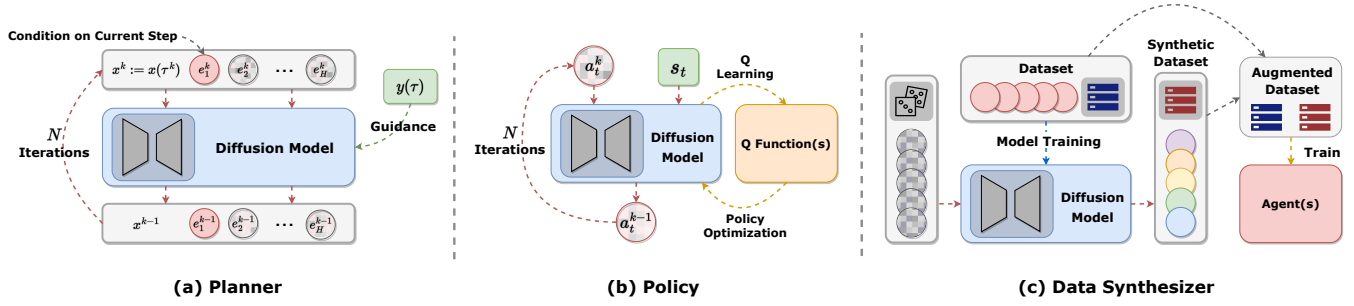 Condition on Current Step
x^k := x(τ^k) e_1^k e_2^k ... e_H^k
y(τ)
Guidance
N
Iterations
Diffusion Model
x^{k-1} e_1^{k-1} e_2^{k-1} ... e_H^{k-1}
(a) Planner
a_t^k
s_t
Q
Learning
N
Iterations
Diffusion
Model
Q Function(s)
a_t^{k-1}
Policy
Optimization
(b) Policy
Dataset
Model Training
Diffusion
Model
Synthetic
Dataset
Augmented
Dataset
Train
Agent(s)
(c) Data Synthesizer